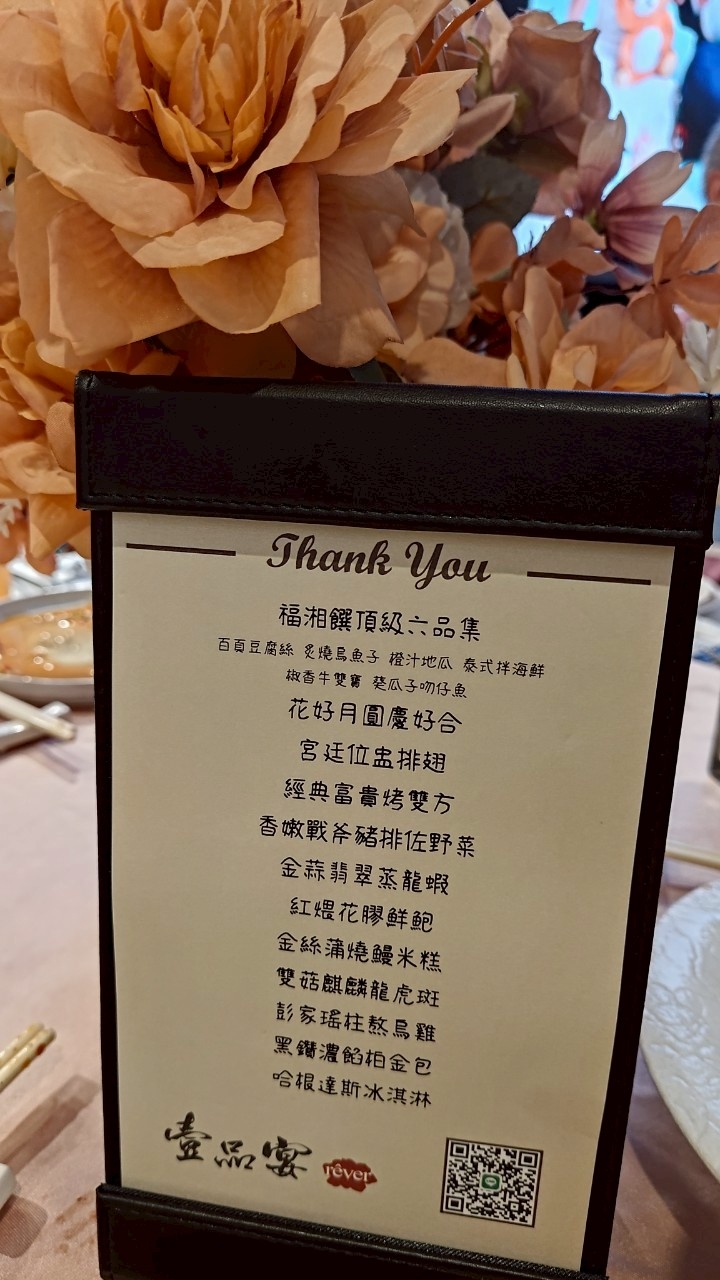 Thank You
福湘饌頂級六品集
百頁豆腐絲 炙燒烏魚子 橙汁地瓜 泰式拌海鮮
椒香牛雙寶 葵瓜子吻仔魚
花好月圓慶好合
宮廷位盅排翅
經典富貴烤雙方
香嫩戰斧豬排佐野菜
金蒜翡翠蒸龍蝦
紅煨花膠鮮鮑
金絲蒲燒鰻米糕
雙菇麒麟龍虎斑
彭家瑤柱熬烏雞
黑鑽濃餡柏金包
哈根達斯冰淇淋
壹品宴 rêver